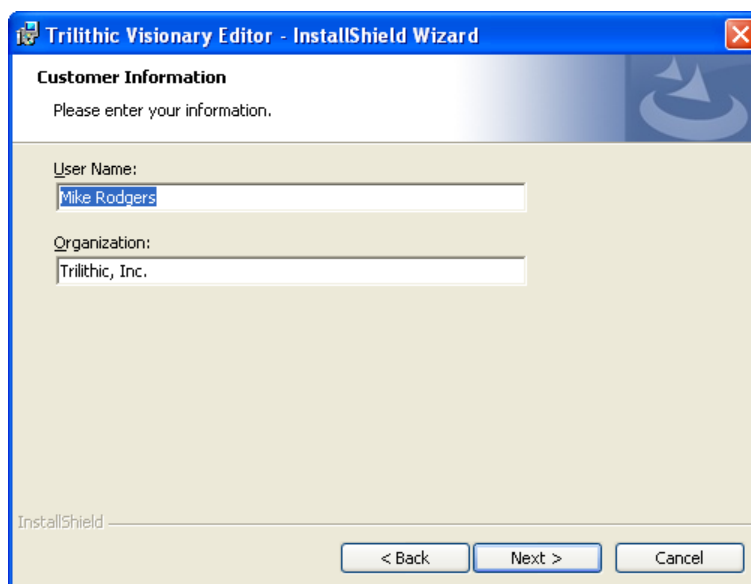 Trilithic Visionary Editor - InstallShield Wizard
Customer Information
Please enter your information.
User Name:
Mike Rodgers
Organization:
Trilithic, Inc.
InstallShield
< Back
Next >
Cancel